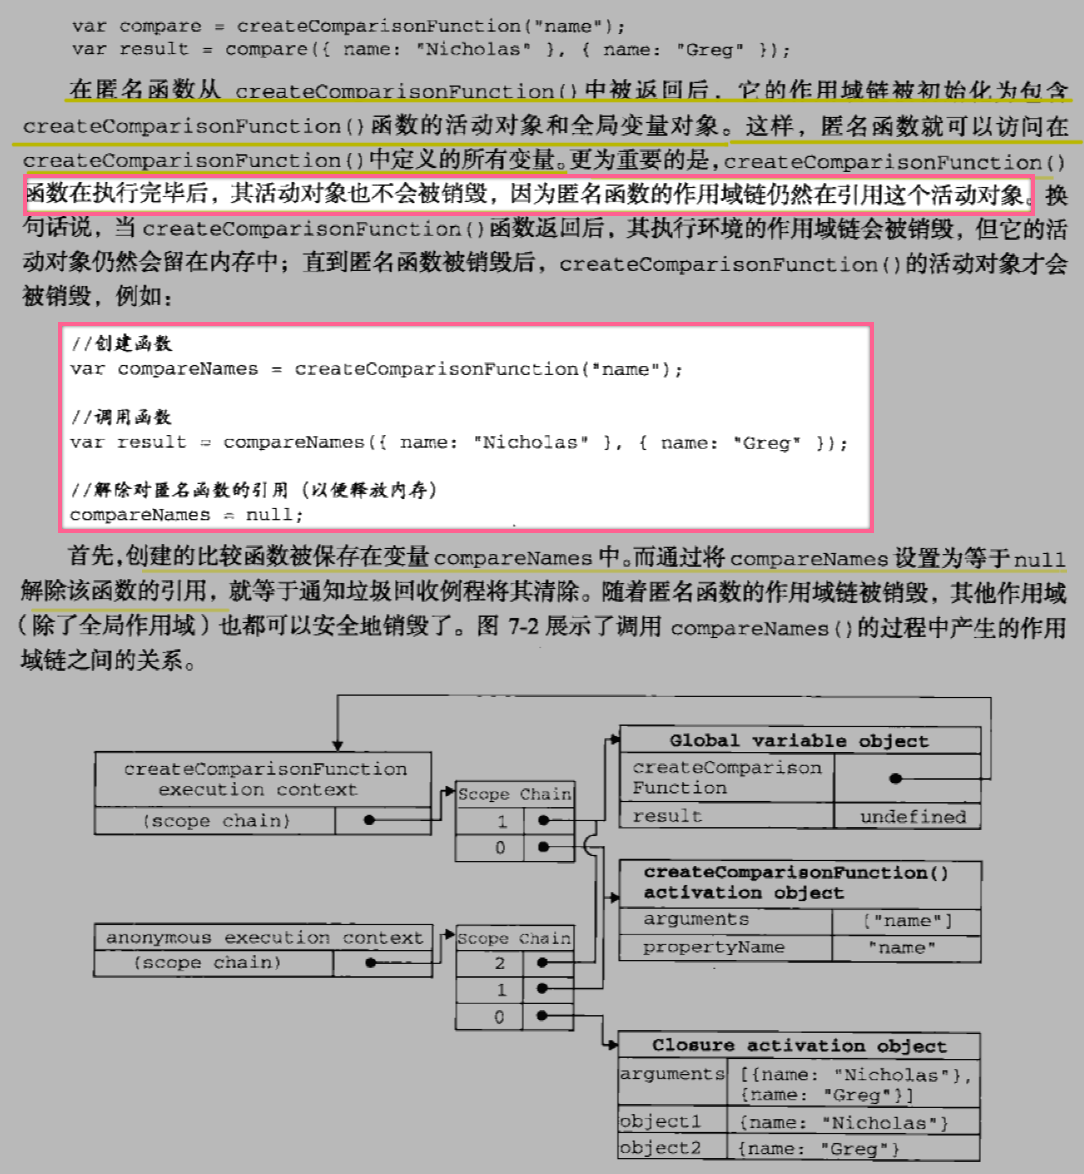 var compare = createComparisonFunction("name");
var result = compare({ name: "Nicholas" }, { name: "Greg" });
在匿名函数从 createComparisonFunction()中被返回后，它的作用域链被初始化为包含
createComparisonFunction()函数的活动对象和全局变量对象。这样，匿名函数就可以访问在
createComparisonFunction()中定义的所有变量。更为重要的是，createComparisonFunction()
函数在执行完毕后，其活动对象也不会被销毁，因为匿名函数的作用域链仍然在引用这个活动对象。换
句话说，当 createComparisonFunction()函数返回后，其执行环境的作用域链会被销毁，但它的活
动对象仍然会留在内存中；直到匿名函数被销毁后，createComparisonFunction()的活动对象才会
被销毁，例如：
//创建函数
var compareNames = createComparisonFunction("name");
//调用函数
var result = compareNames({ name: "Nicholas" }, { name: "Greg" });
//解除对匿名函数的引用（以便释放内存）
compareNames = null;
首先，创建的比较函数被保存在变量 compareNames 中。而通过将 compareNames 设置为等于 null
解除该函数的引用，就等于通知垃圾回收例程将其清除。随着匿名函数的作用域链被销毁，其他作用域
（除了全局作用域）也都可以安全地销毁了。图 7-2 展示了调用 compareNames()的过程中产生的作用
域链之间的关系。
createComparisonFunction
execution context
(scope chain)
Scope Chain
1
0
Global variable object
createComparison
Function
result undefined
createComparisonFunction()
activation object
arguments ["name"]
propertyName "name"
anonymous execution context
(scope chain)
Scope Chain
2
1
0
Closure activation object
arguments [{name: "Nicholas"},
{name: "Greg"}]
object1 {name: "Nicholas"}
object2 {name: "Greg"}